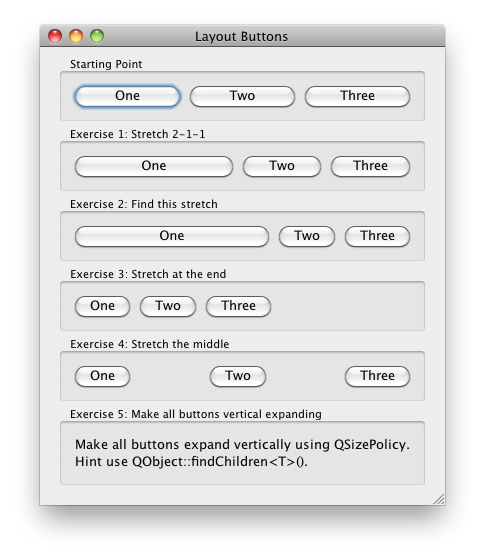 Layout Buttons
Starting Point
One Two Three
Exercise 1: Stretch 2-1-1
One Two Three
Exercise 2: Find this stretch
One Two Three
Exercise 3: Stretch at the end
One Two Three
Exercise 4: Stretch the middle
One Two Three
Exercise 5: Make all buttons vertical expanding
Make all buttons expand vertically using QSizePolicy.
Hint use QObject::findChildren<T>().